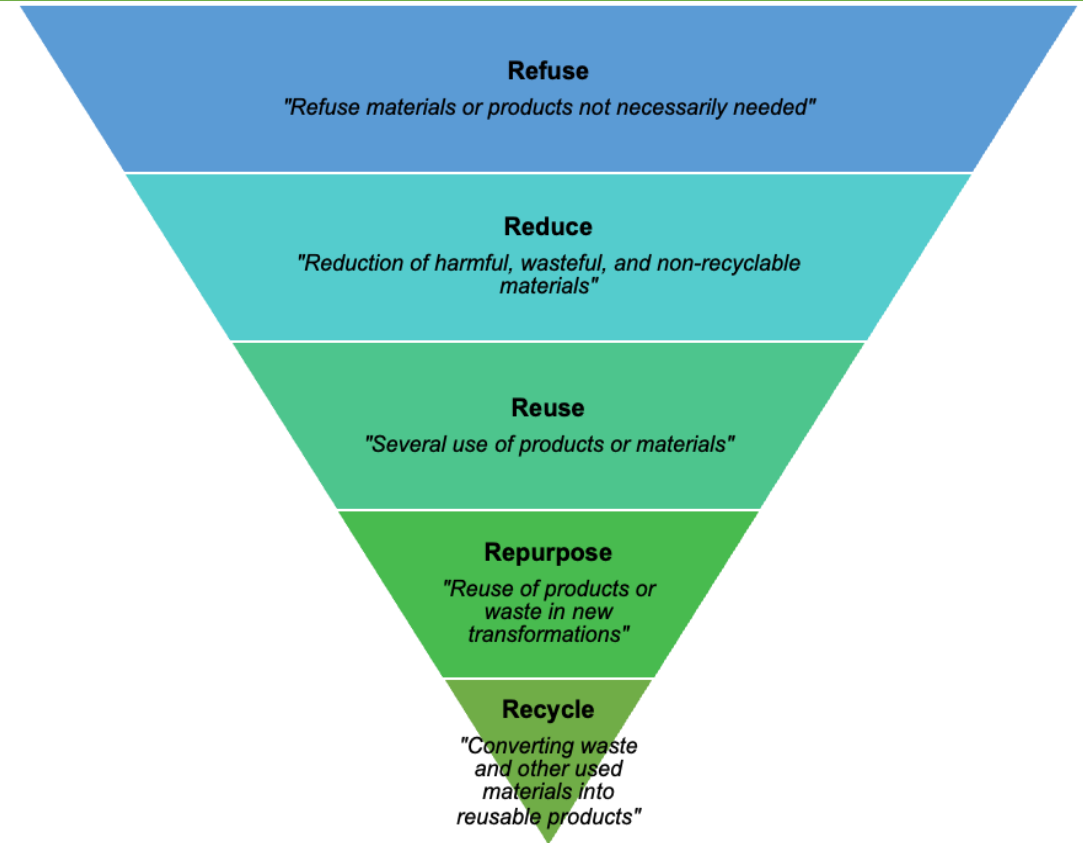 Refuse
"Refuse materials or products not necessarily needed"
Reduce
"Reduction of harmful, wasteful, and non-recyclable
materials"
Reuse
"Several use of products or materials"
Repurpose
"Reuse of products or
waste in new
transformations"
Recycle
"Converting waste
and other used
materials into
reusable products"